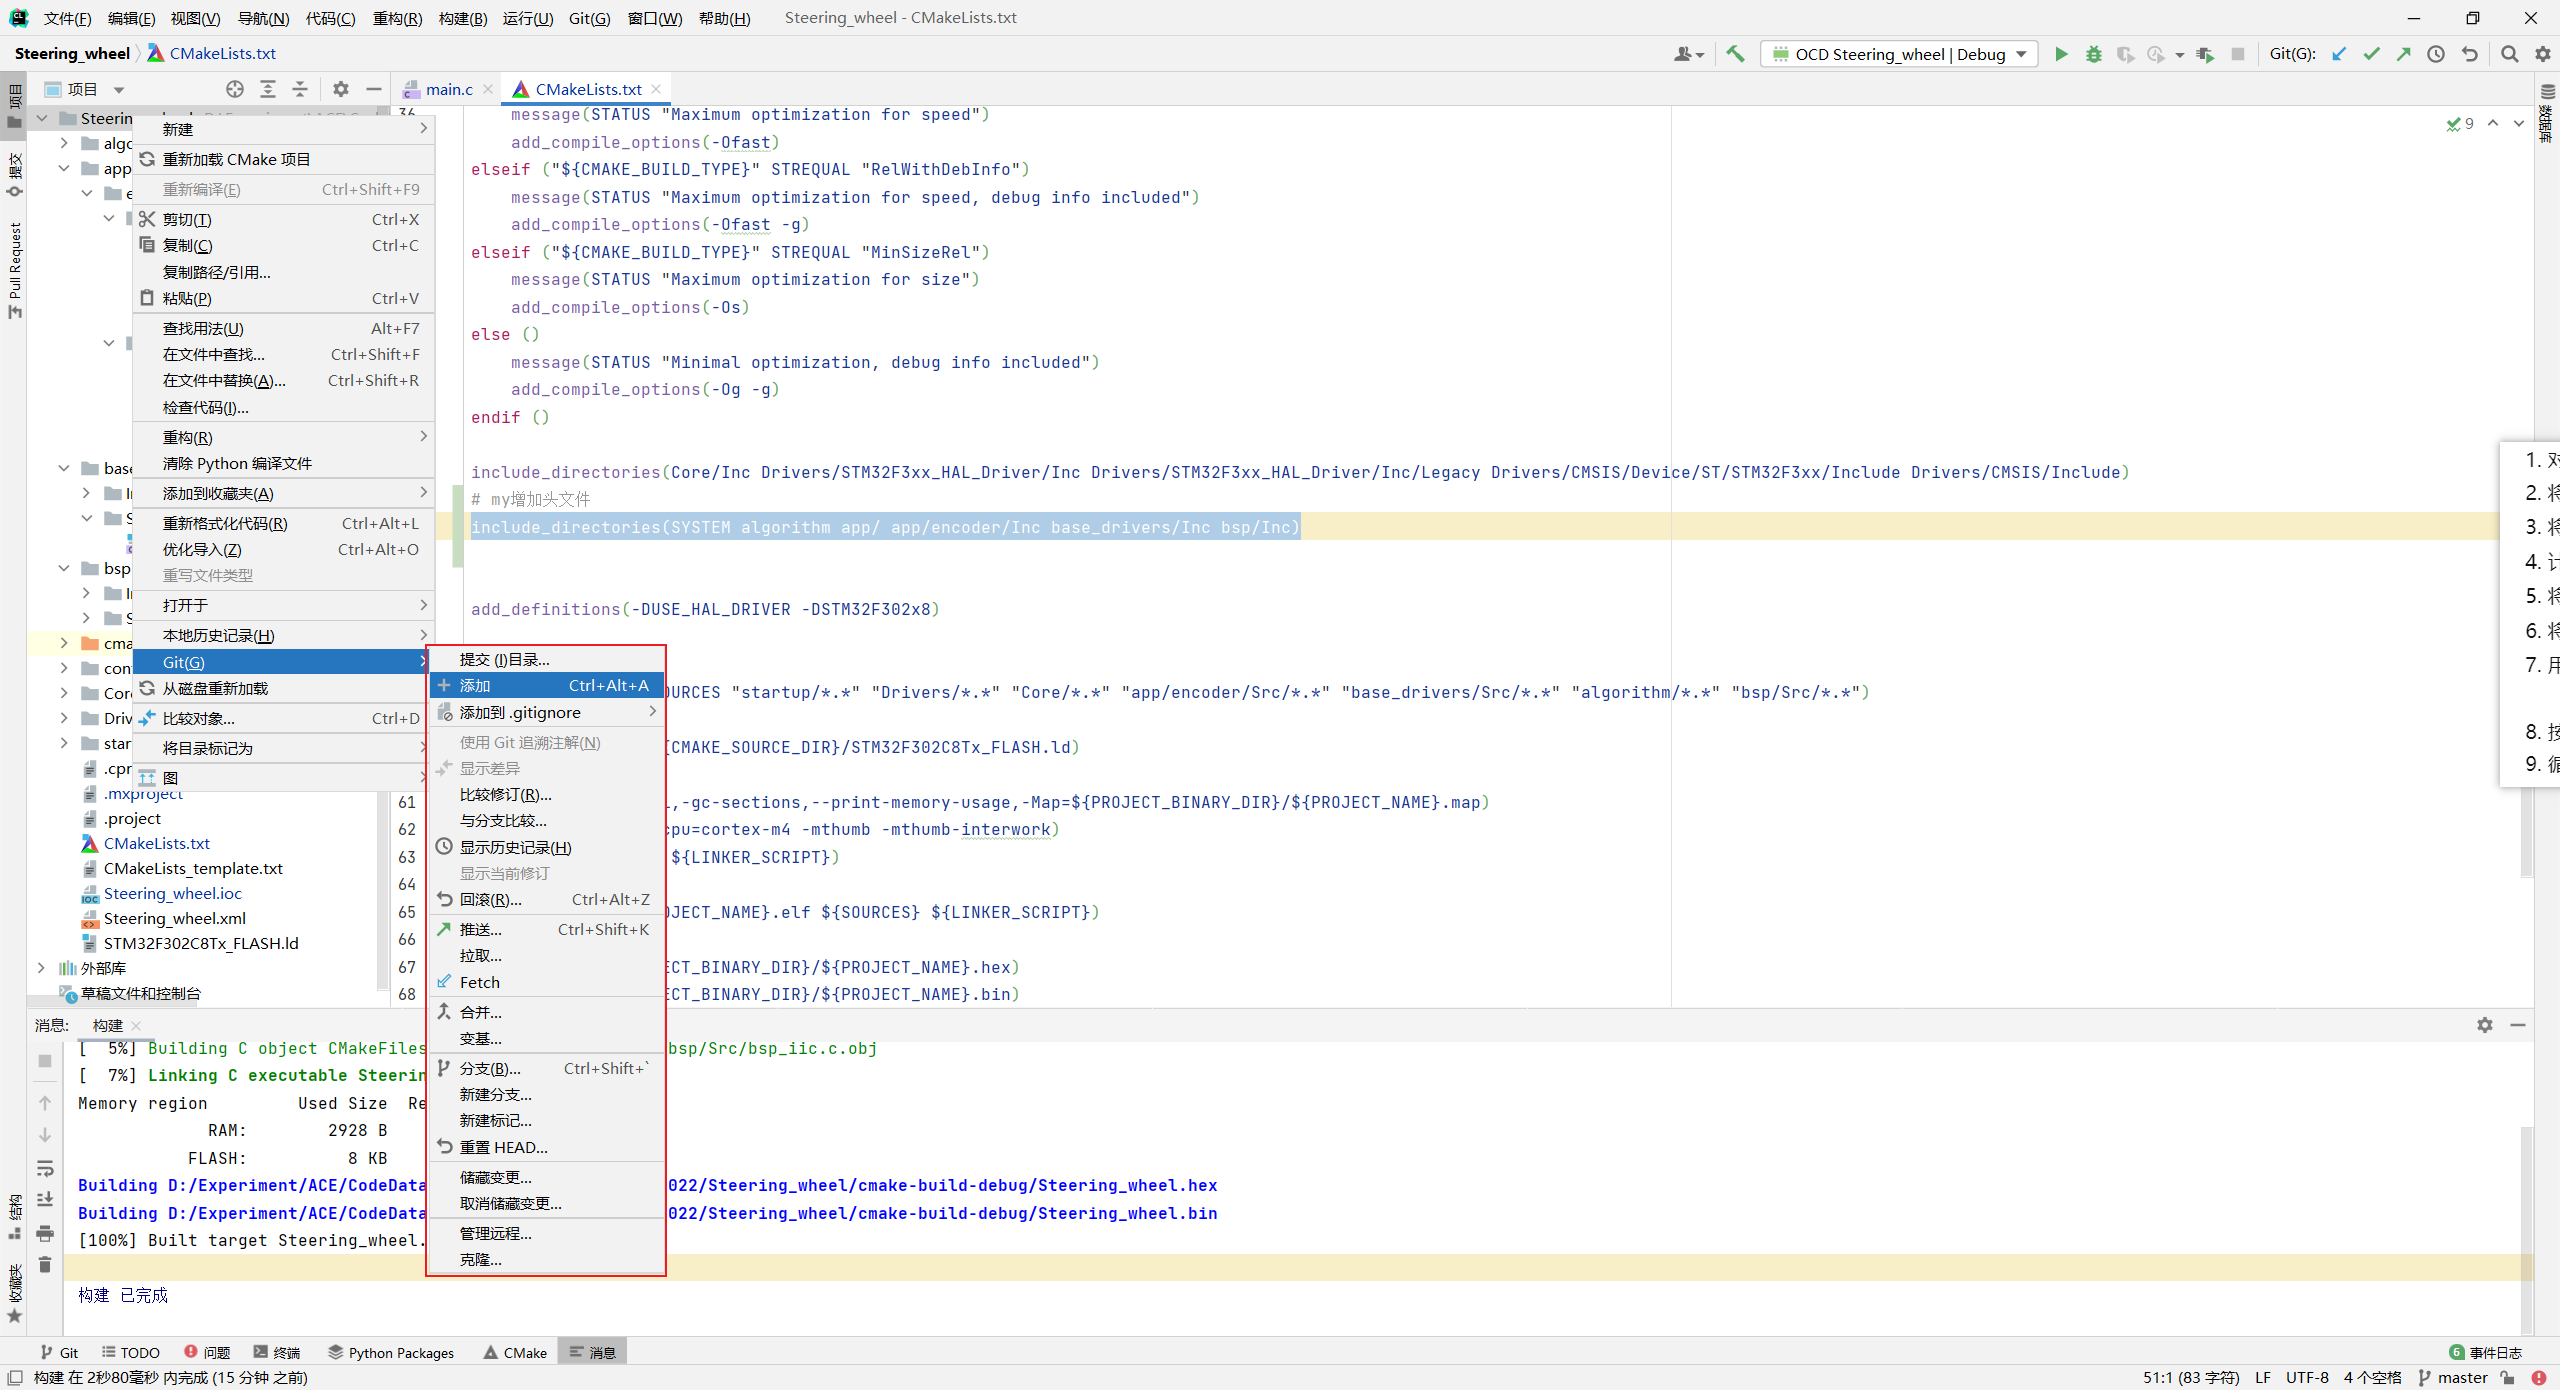 文件(F) 编辑(E) 视图(V) 导航(N) 代码(C) 重构(R) 构建(B) 运行(U) Git(G) 窗口(W) 帮助(H) Steering_wheel - CMakeLists.txt
Steering_wheel CMakeLists.txt
OCD Steering_wheel | Debug
Git(G):
项目
提交
Pull Request
结构
收藏夹
数据库
项目
main.c
CMakeLists.txt
Steerin
algo
app
e
base
In
S
bsp
In
S
cma
con
Cor
Driv
star
.cpr
.mxproject
.project
CMakeLists.txt
CMakeLists_template.txt
Steering_wheel.ioc
Steering_wheel.xml
STM32F302C8Tx_FLASH.ld
外部库
草稿文件和控制台
新建
重新加载 CMake 项目
重新编译(E) Ctrl+Shift+F9
剪切(T) Ctrl+X
复制(C) Ctrl+C
复制路径/引用...
粘贴(P) Ctrl+V
查找用法(U) Alt+F7
在文件中查找... Ctrl+Shift+F
在文件中替换(A)... Ctrl+Shift+R
检查代码(I)...
重构(R)
清除 Python 编译文件
添加到收藏夹(A)
重新格式化代码(R) Ctrl+Alt+L
优化导入(Z) Ctrl+Alt+O
重写文件类型
打开于
本地历史记录(H)
Git(G)
从磁盘重新加载
比较对象... Ctrl+D
将目录标记为
图
提交 (I)目录...
添加 Ctrl+Alt+A
添加到 .gitignore
使用 Git 追溯注解(N)
显示差异
比较修订(R)...
与分支比较...
显示历史记录(H)
显示当前修订
回滚(R)... Ctrl+Alt+Z
推送... Ctrl+Shift+K
拉取...
Fetch
合并...
变基...
分支(B)... Ctrl+Shift+`
新建分支...
新建标记...
重置 HEAD...
储藏变更...
取消储藏变更...
管理远程...
克隆...
36
message(STATUS "Maximum optimization for speed")
add_compile_options(-Ofast)
elseif ("${CMAKE_BUILD_TYPE}" STREQUAL "RelWithDebInfo")
message(STATUS "Maximum optimization for speed, debug info included")
add_compile_options(-Ofast -g)
elseif ("${CMAKE_BUILD_TYPE}" STREQUAL "MinSizeRel")
message(STATUS "Maximum optimization for size")
add_compile_options(-Os)
else ()
message(STATUS "Minimal optimization, debug info included")
add_compile_options(-Og -g)
endif ()
include_directories(Core/Inc Drivers/STM32F3xx_HAL_Driver/Inc Drivers/STM32F3xx_HAL_Driver/Inc/Legacy Drivers/CMSIS/Device/ST/STM32F3xx/Include Drivers/CMSIS/Include)
# my增加头文件
include_directories(SYSTEM algorithm app/ app/encoder/Inc base_drivers/Inc bsp/Inc)
add_definitions(-DUSE_HAL_DRIVER -DSTM32F302x8)
OURCES "startup/*.*" "Drivers/*.*" "Core/*.*" "app/encoder/Src/*.*" "base_drivers/Src/*.*" "algorithm/*.*" "bsp/Src/*.*")
{CMAKE_SOURCE_DIR}/STM32F302C8Tx_FLASH.ld)
61 l,-gc-sections,--print-memory-usage,-Map=${PROJECT_BINARY_DIR}/${PROJECT_NAME}.map)
62 cpu=cortex-m4 -mthumb -mthumb-interwork)
63 ${LINKER_SCRIPT})
64
65 OJECT_NAME}.elf ${SOURCES} ${LINKER_SCRIPT})
66
67 ECT_BINARY_DIR}/${PROJECT_NAME}.hex)
68 ECT_BINARY_DIR}/${PROJECT_NAME}.bin)
9
1. 对
2. 将
3. 将
4. 计
5. 将
6. 将
7. 用
8. 按
9. 循
消息: 构建
[ 5%] Building C object CMakeFiles bsp/Src/bsp_iic.c.obj
[ 7%] Linking C executable Steerin
Memory region Used Size Re
RAM: 2928 B
FLASH: 8 KB
Building D:/Experiment/ACE/CodeData 022/Steering_wheel/cmake-build-debug/Steering_wheel.hex
Building D:/Experiment/ACE/CodeData 022/Steering_wheel/cmake-build-debug/Steering_wheel.bin
[100%] Built target Steering_wheel.
构建 已完成
Git TODO 问题 终端 Python Packages CMake 消息 6 事件日志
构建 在 2秒80毫秒 内完成 (15 分钟 之前) 51:1 (83 字符) LF UTF-8 4 个空格 master